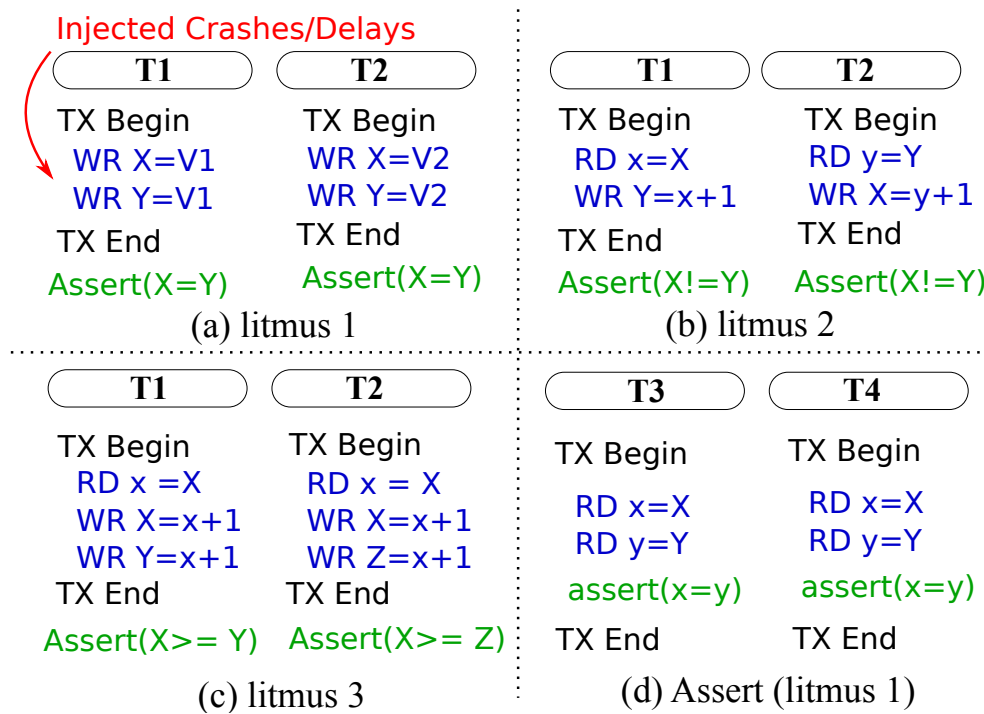 Injected Crashes/Delays
T1
TX Begin
WR X=V1
WR Y=V1
TX End
Assert(X=Y)
T2
TX Begin
WR X=V2
WR Y=V2
TX End
Assert(X=Y)
(a) litmus 1
T1
TX Begin
RD x=X
WR Y=x+1
TX End
Assert(X!=Y)
T2
TX Begin
RD y=Y
WR X=y+1
TX End
Assert(X!=Y)
(b) litmus 2
T1
TX Begin
RD x =X
WR X=x+1
WR Y=x+1
TX End
Assert(X>= Y)
T2
TX Begin
RD x = X
WR X=x+1
WR Z=x+1
TX End
Assert(X>= Z)
(c) litmus 3
T3
TX Begin
RD x=X
RD y=Y
assert(x=y)
TX End
T4
TX Begin
RD x=X
RD y=Y
assert(x=y)
TX End
(d) Assert (litmus 1)